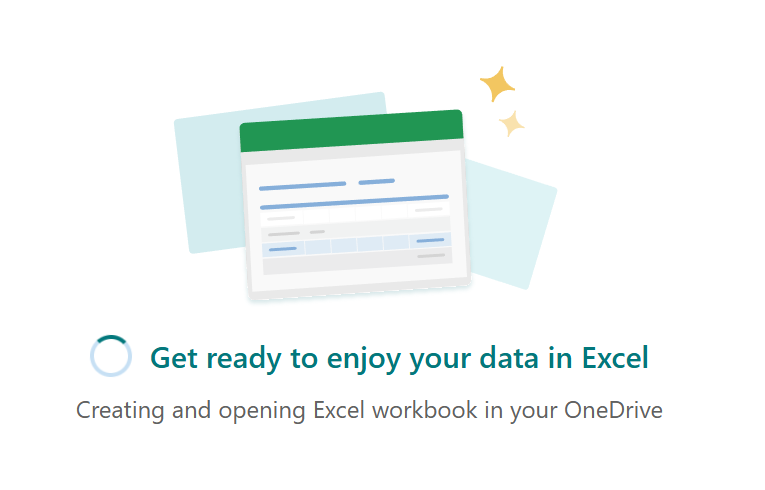 Get ready to enjoy your data in Excel
Creating and opening Excel workbook in your OneDrive